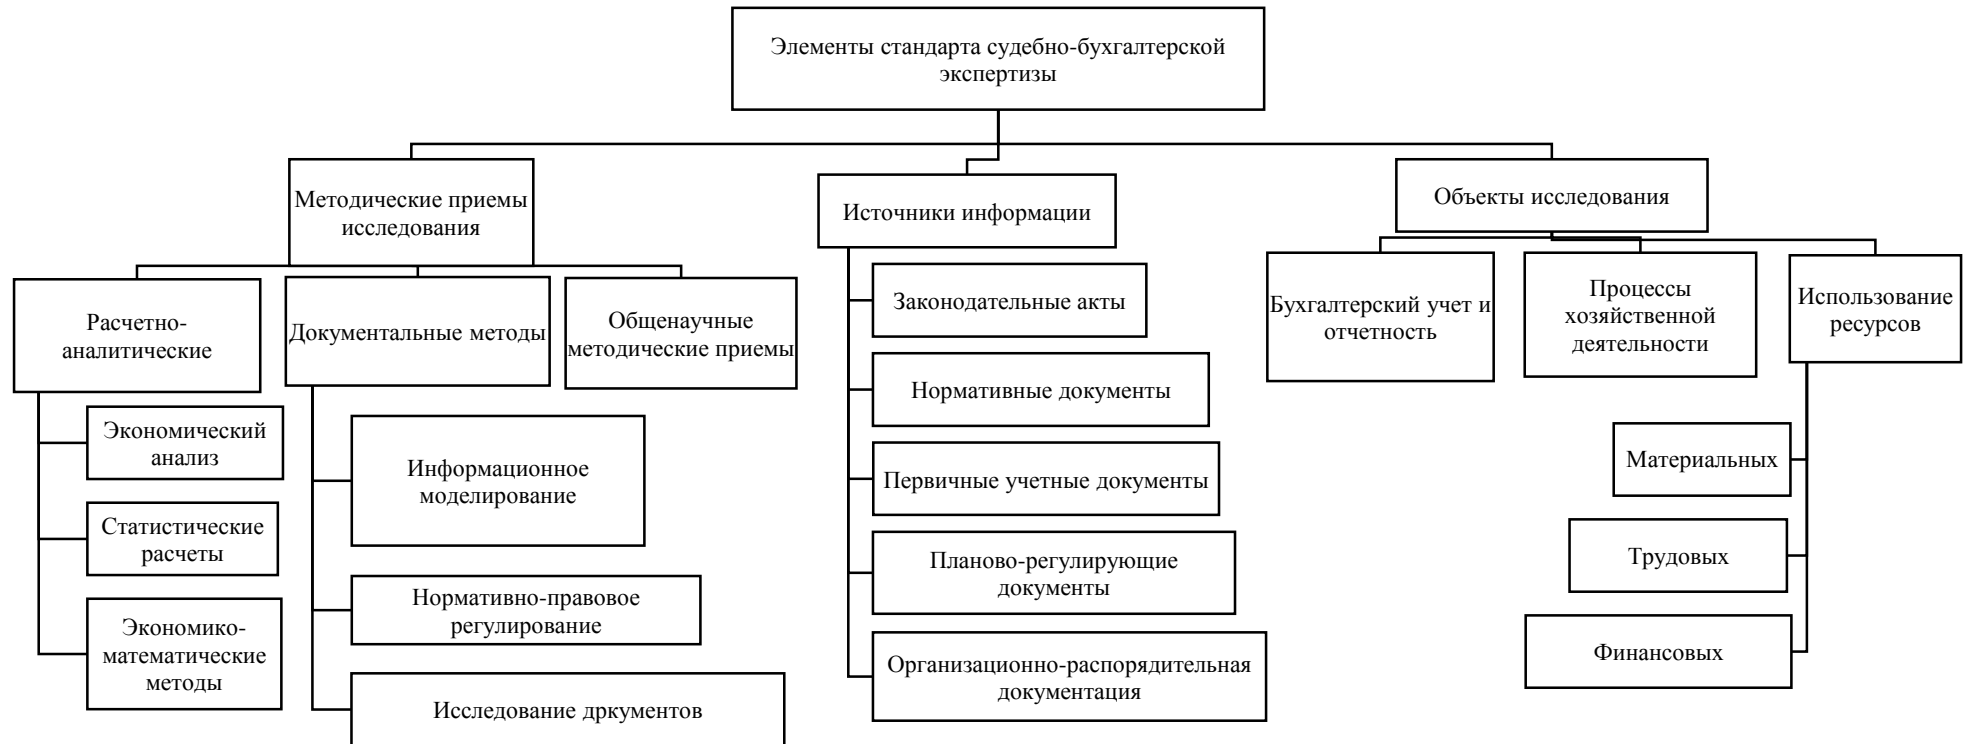 Элементы стандарта судебно-бухгалтерской
экспертизы
Методические приемы
исследования
Расчетно-
аналитические
Экономический
анализ
Статистические
расчеты
Экономико-
математические
методы
Документальные методы
Информационное
моделирование
Нормативно-правовое
регулирование
Исследование дркументов
Общенаучные
методические приемы
Источники информации
Законодательные акты
Нормативные документы
Первичные учетные документы
Планово-регулирующие
документы
Организационно-распорядительная
документация
Объекты исследования
Бухгалтерский учет и
отчетность
Процессы
хозяйственной
деятельности
Использование
ресурсов
Материальных
Трудовых
Финансовых